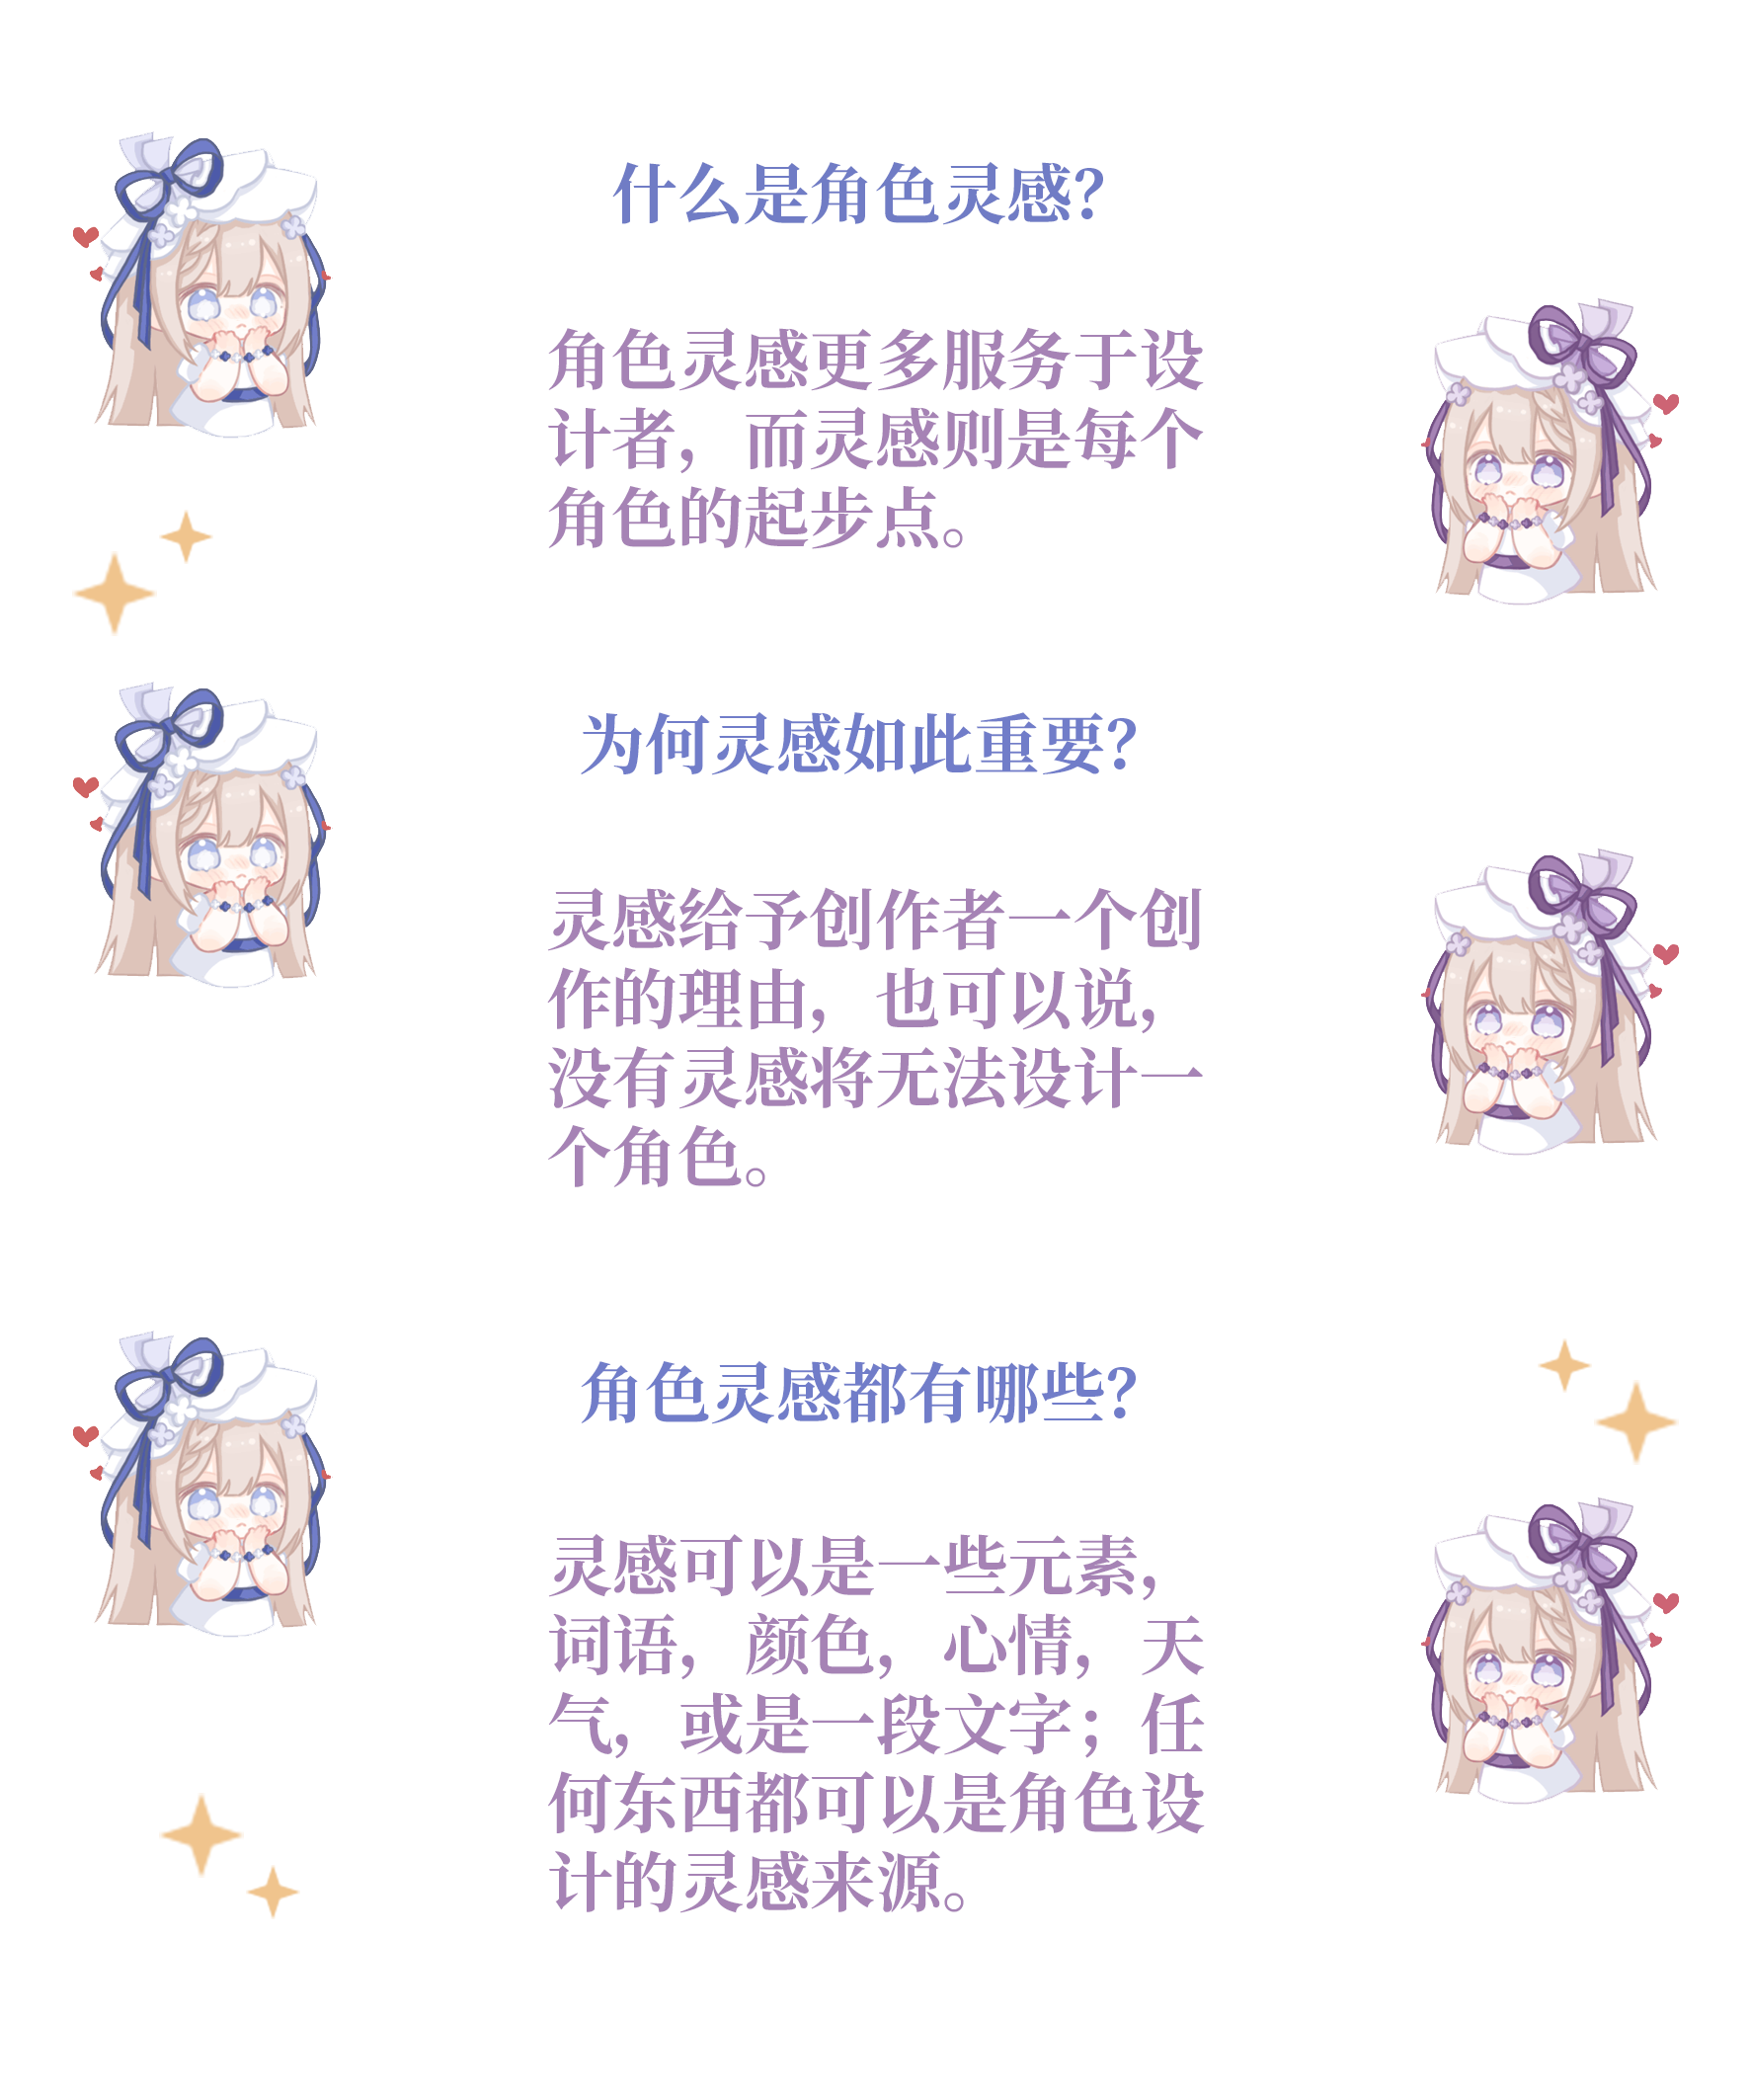 什么是角色灵感？
角色灵感更多服务于设
计者，而灵感则是每个
角色的起步点。
为何灵感如此重要？
灵感给予创作者一个创
作的理由，也可以说，
没有灵感将无法设计一
个角色。
角色灵感都有哪些？
灵感可以是一些元素，
词语，颜色，心情，天
气，或是一段文字；任
何东西都可以是角色设
计的灵感来源。